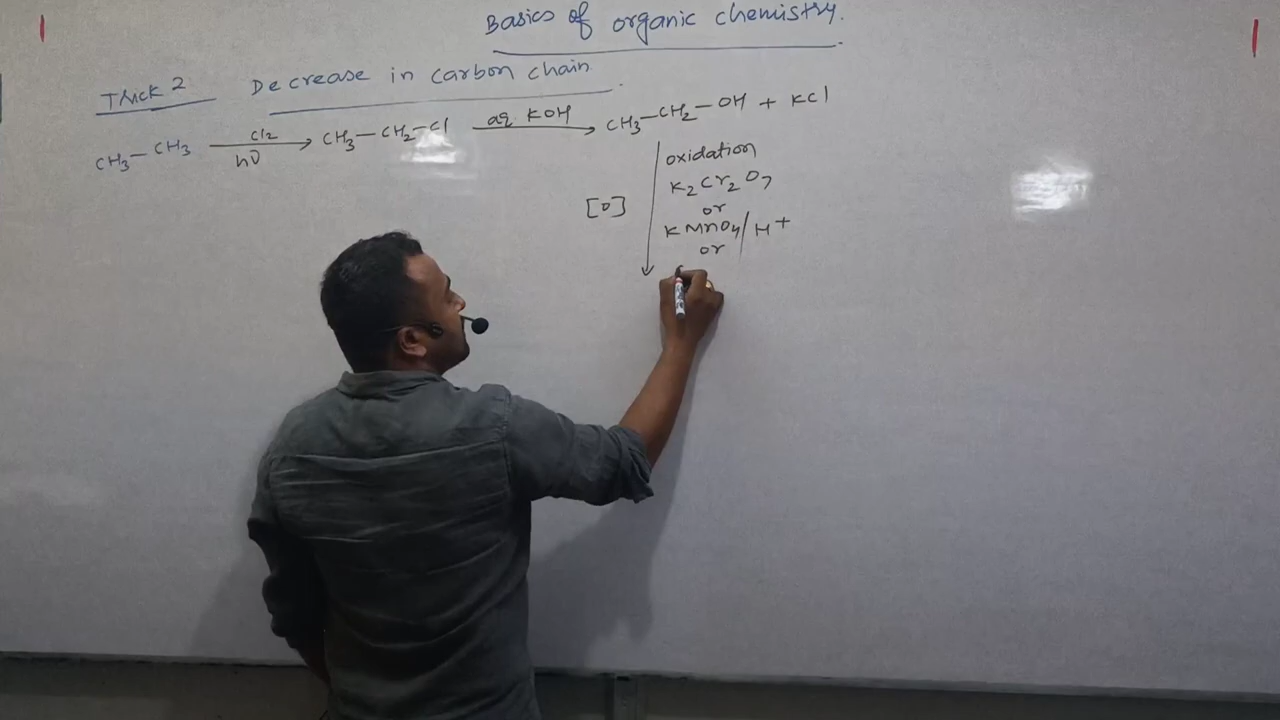 Basics of organic chemistry.
Trick 2 Decrease in carbon chain
CH3 — CH3 Cl2 hν → CH3 — CH2 — Cl aq KOH → CH3 — CH2 — OH + KCl
oxidation
K2Cr2O7
[O]
or
KMnO4/H+
or